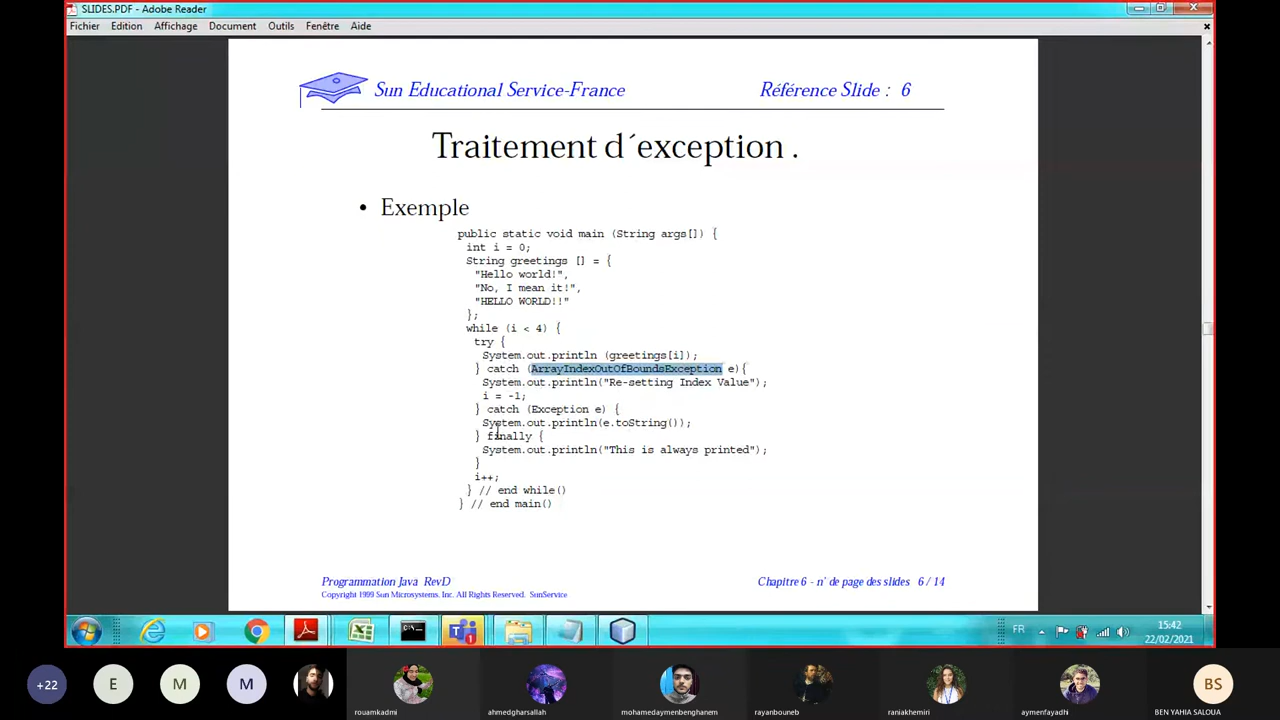 SLIDES.PDF - Adobe Reader
Fichier Edition Affichage Document Outils Fenêtre Aide
Sun Educational Service-France Référence Slide : 6
Traitement d´exception .
• Exemple
public static void main (String args[]) {
int i = 0;
String greetings [] = {
"Hello world!",
"No, I mean it!",
"HELLO WORLD!!"
};
while (i < 4) {
try {
System.out.println (greetings[i]);
} catch (ArrayIndexOutOfBoundsException e){
System.out.println("Re-setting Index Value");
i = -1;
} catch (Exception e) {
System.out.println(e.toString());
} finally {
System.out.println("This is always printed");
}
i++;
} // end while()
} // end main()
Programmation Java RevD Chapitre 6 - n° de page des slides 6 / 14
Copyright 1999 Sun Microsystems. Inc. All Rights Reserved. SunService
FR 15:42
22/02/2021
+22 E M M BS
rouamkadmi ahmedgharsallah mohamedaymenbenghanem rayanbouneb raniakhemiri aymenfayadhi BEN YAHIA SALOUA